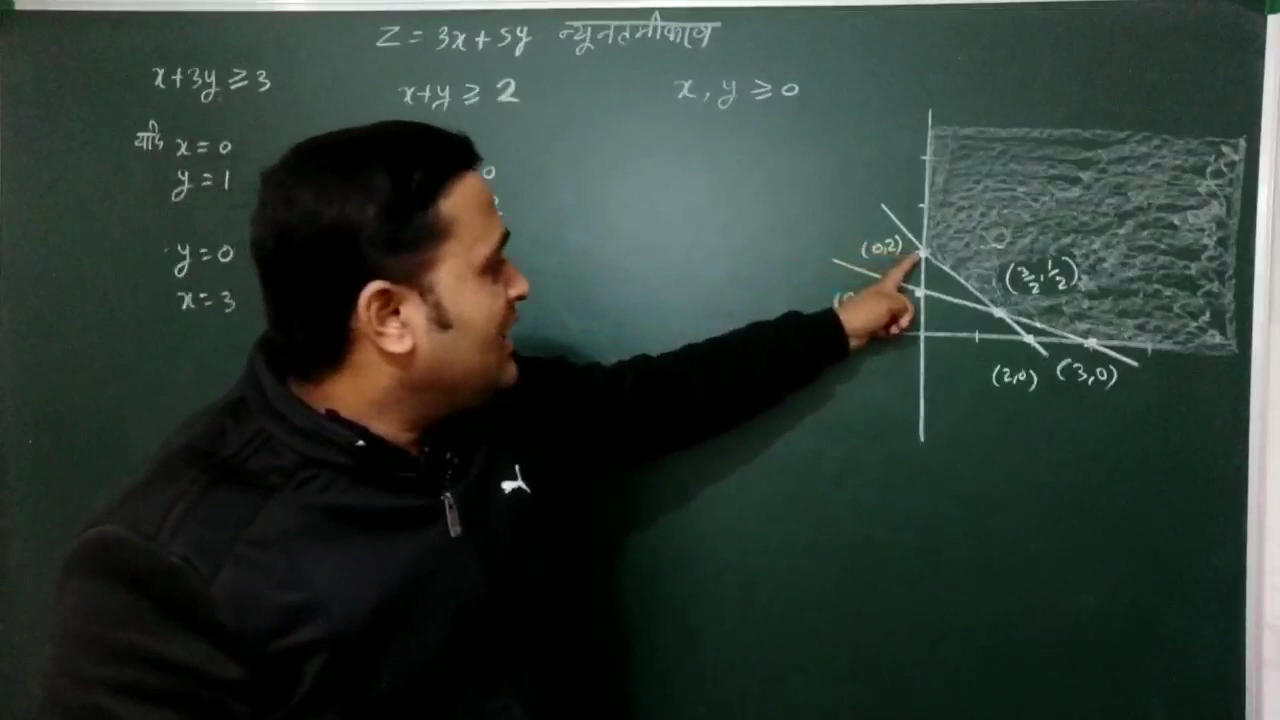 Z = 3x + 5y न्यूनतमीकरण
x + 3y ≥ 3
x + y ≥ 2
x, y ≥ 0
यदि x = 0
y = 1
y = 0
x = 3
0
(0,2)
(3/2, 1/2)
(2,0)
(3,0)